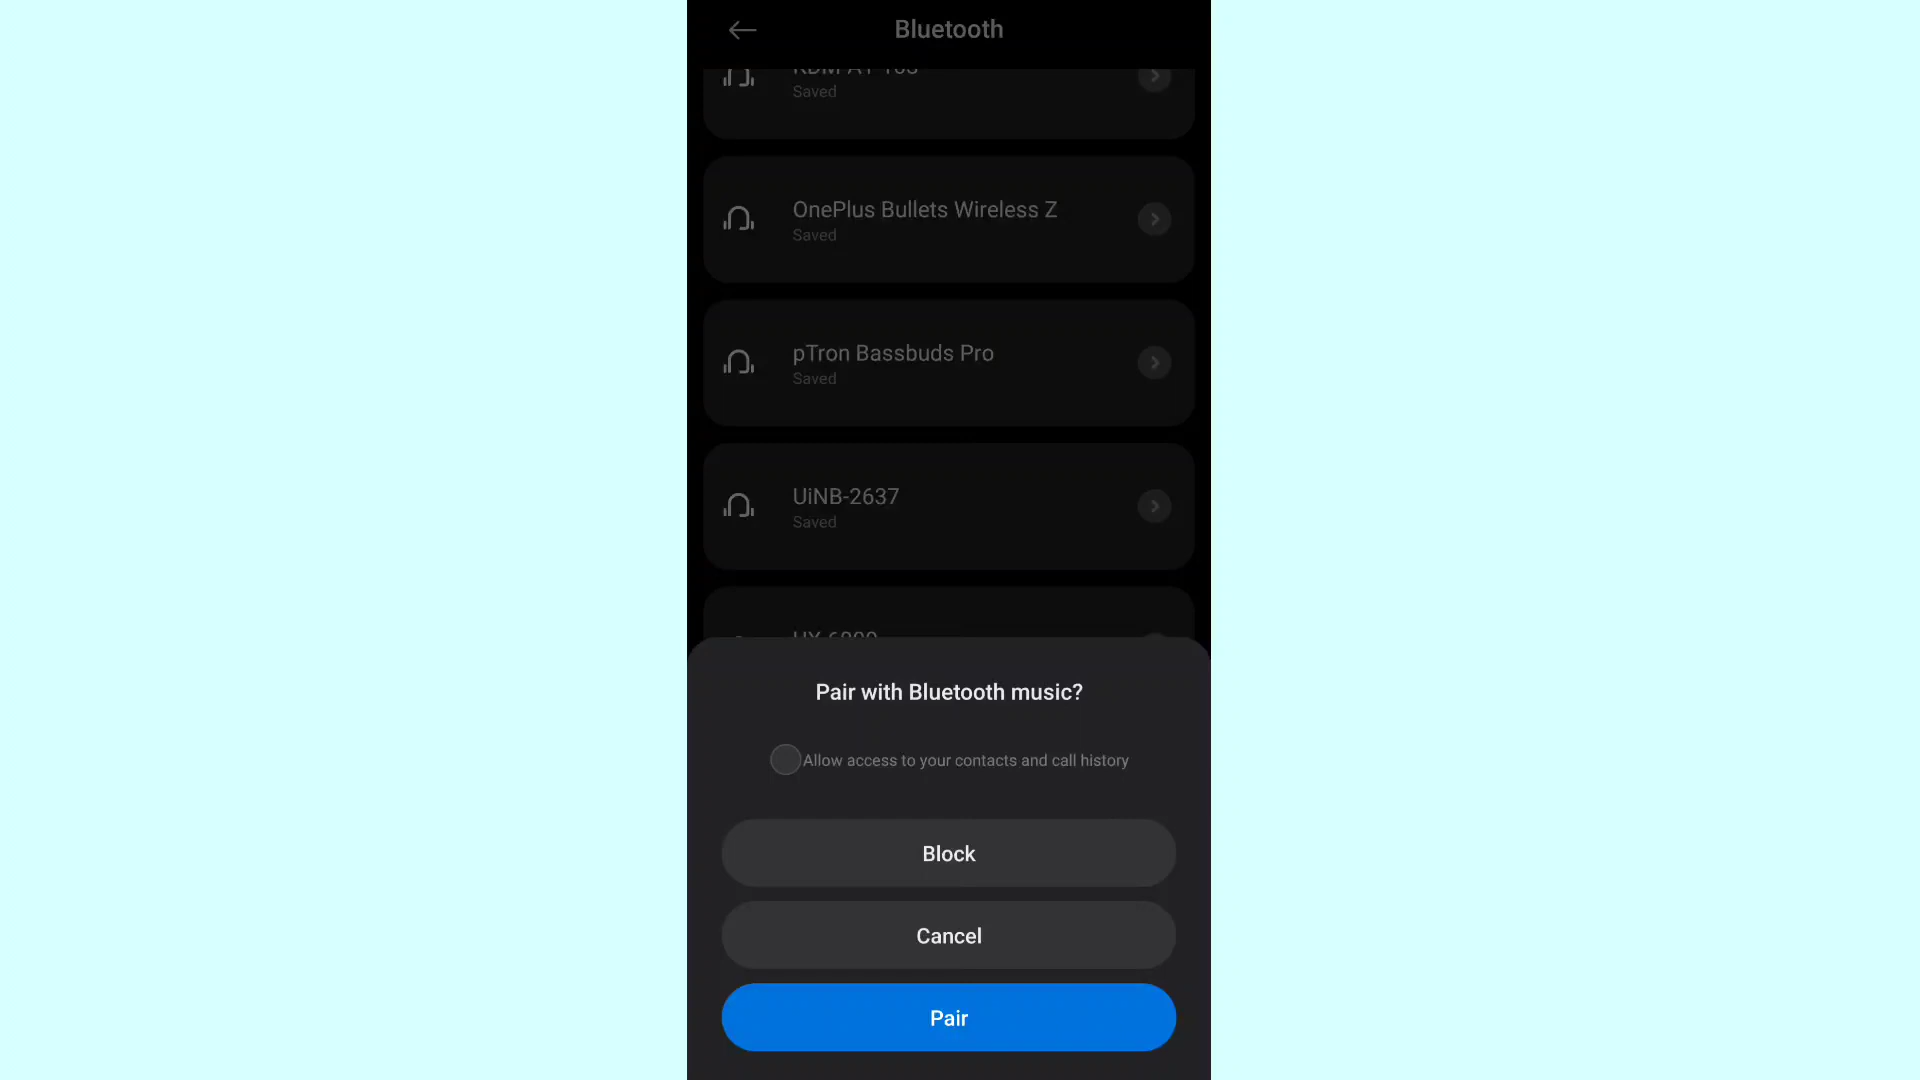 Bluetooth
Saved
OnePlus Bullets Wireless Z
Saved
pTron Bassbuds Pro
Saved
UiNB-2637
Saved
Pair with Bluetooth music?
Allow access to your contacts and call history
Block
Cancel
Pair